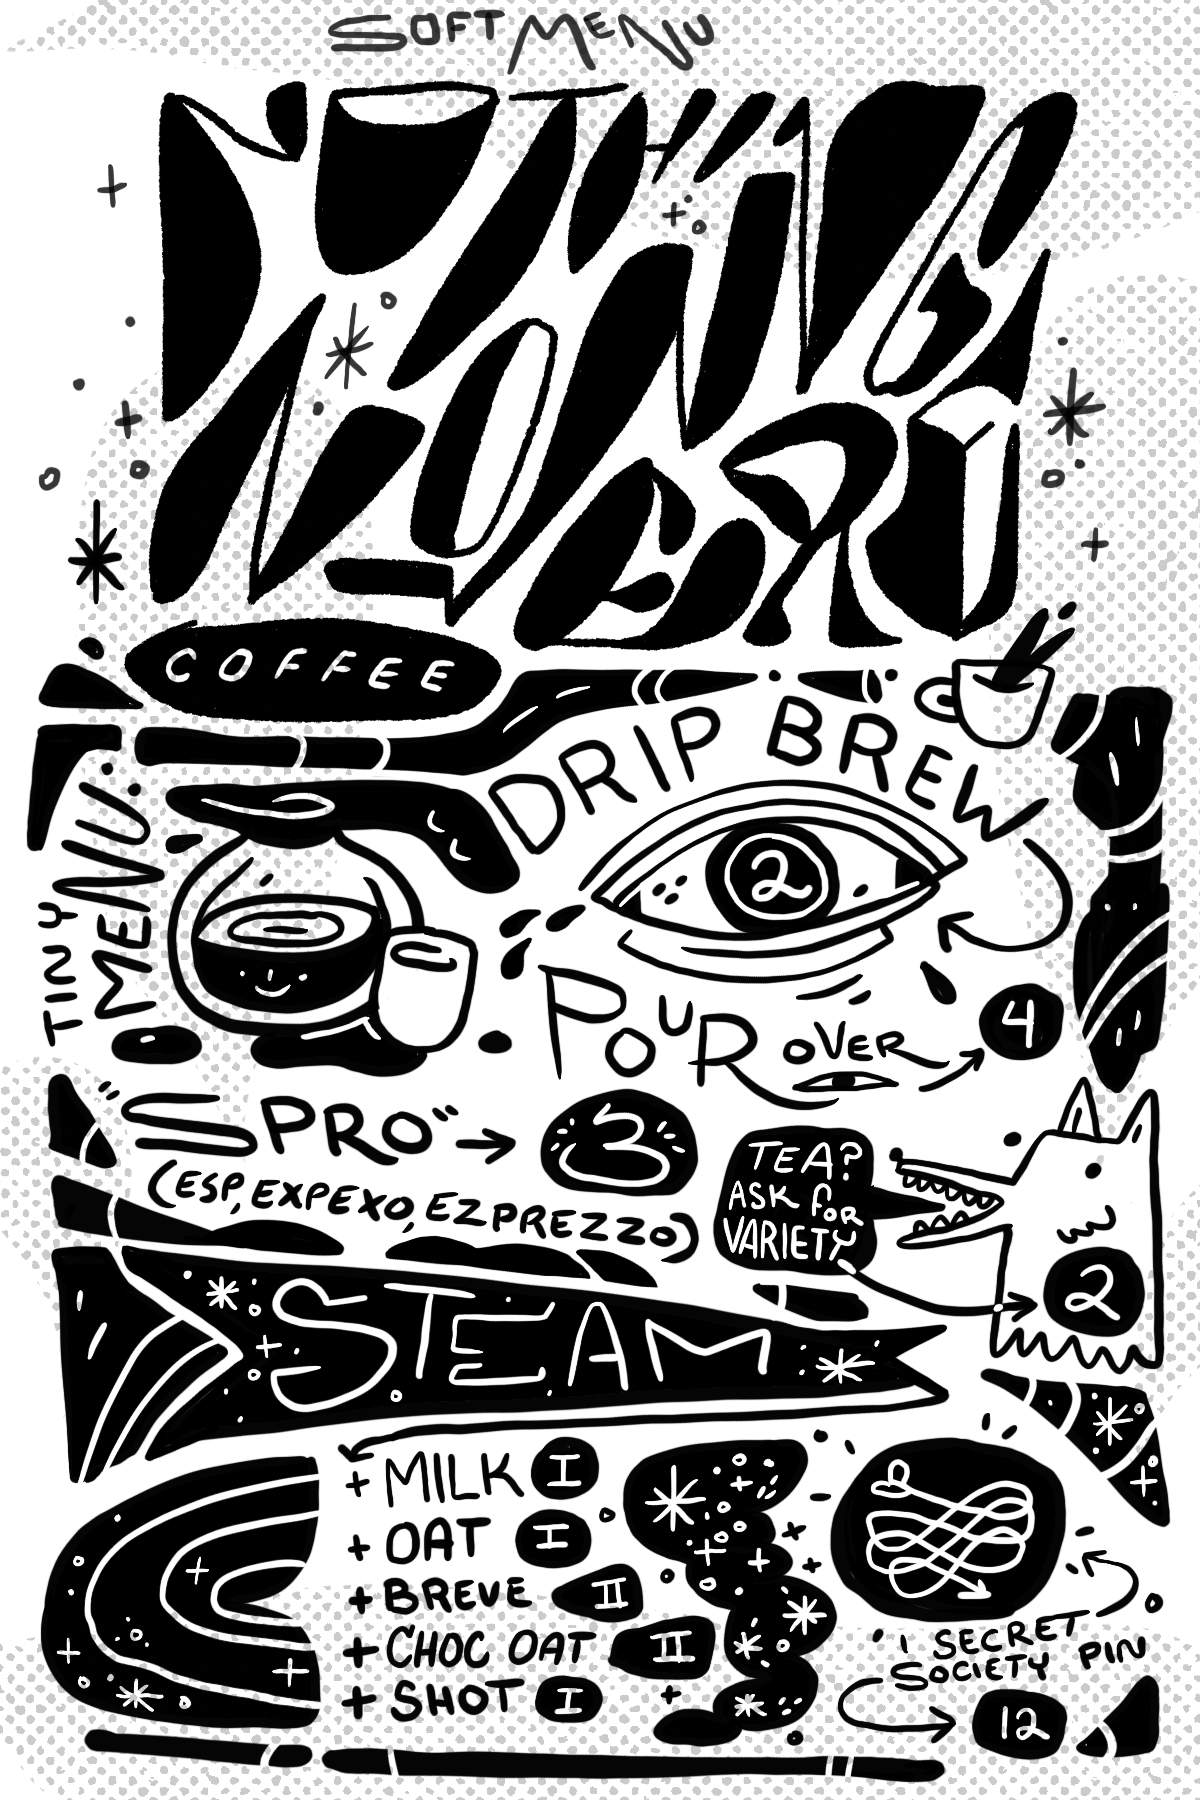 SOFT MENU
NOTHING
COFFEE
TINY
MENU.
DRIP BREW
2
POUR OVER
4
"SPRO" → 3
(ESP, EXPEXO, EZPREZZO)
TEA?
ASK FOR
VARIETY
2
STEAM
+ MILK I
+ OAT I
+ BREVE II
+ CHOC OAT II
+ SHOT I
1 SECRET
SOCIETY PIN
12